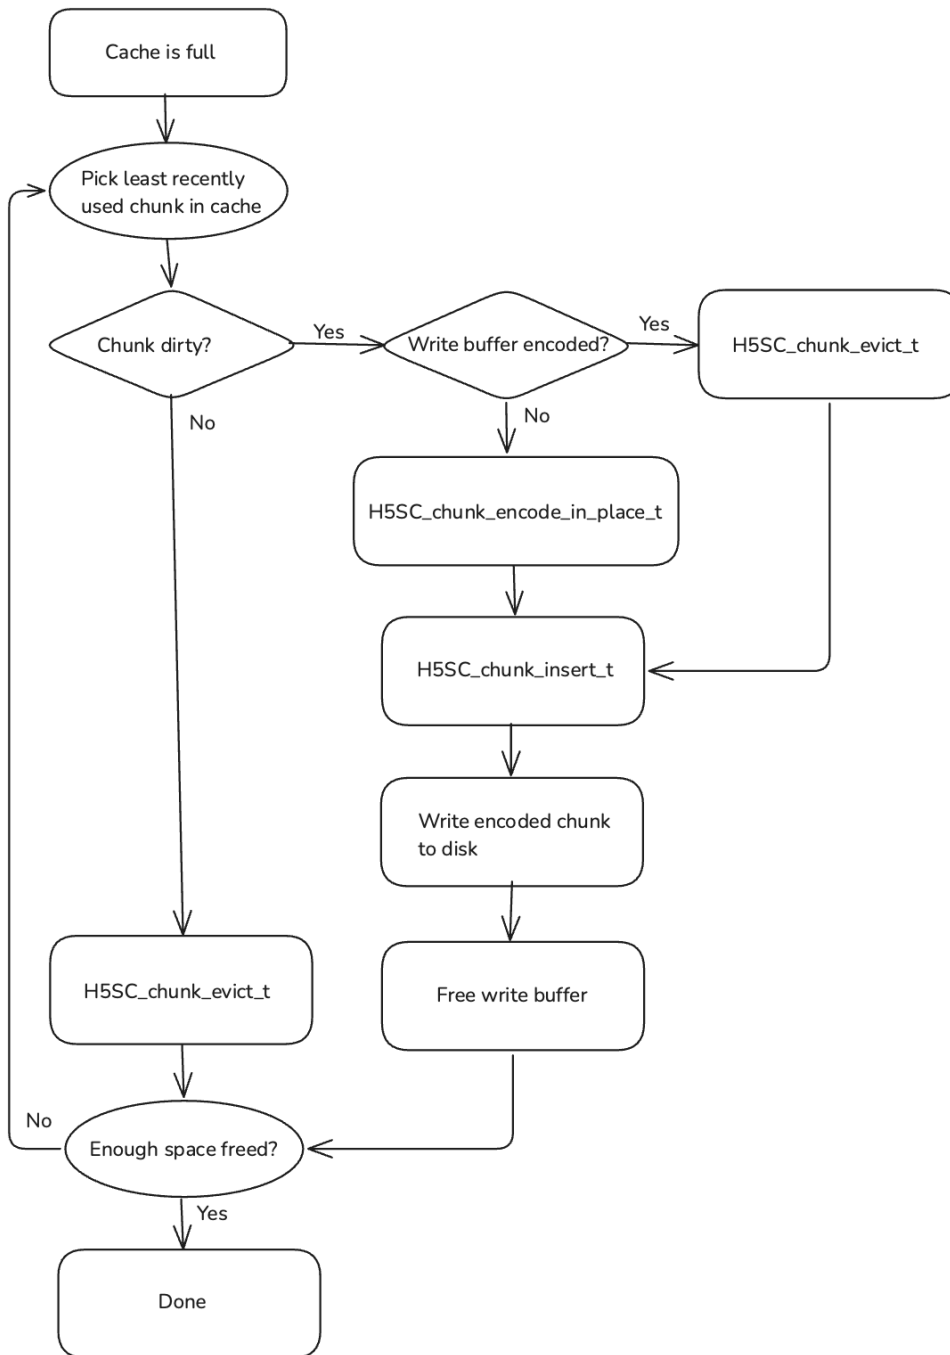 Cache is full
Pick least recently
used chunk in cache
Chunk dirty?
Yes
Write buffer encoded?
Yes
H5SC_chunk_evict_t
No
No
H5SC_chunk_encode_in_place_t
H5SC_chunk_insert_t
Write encoded chunk
to disk
H5SC_chunk_evict_t
Free write buffer
No
Enough space freed?
Yes
Done